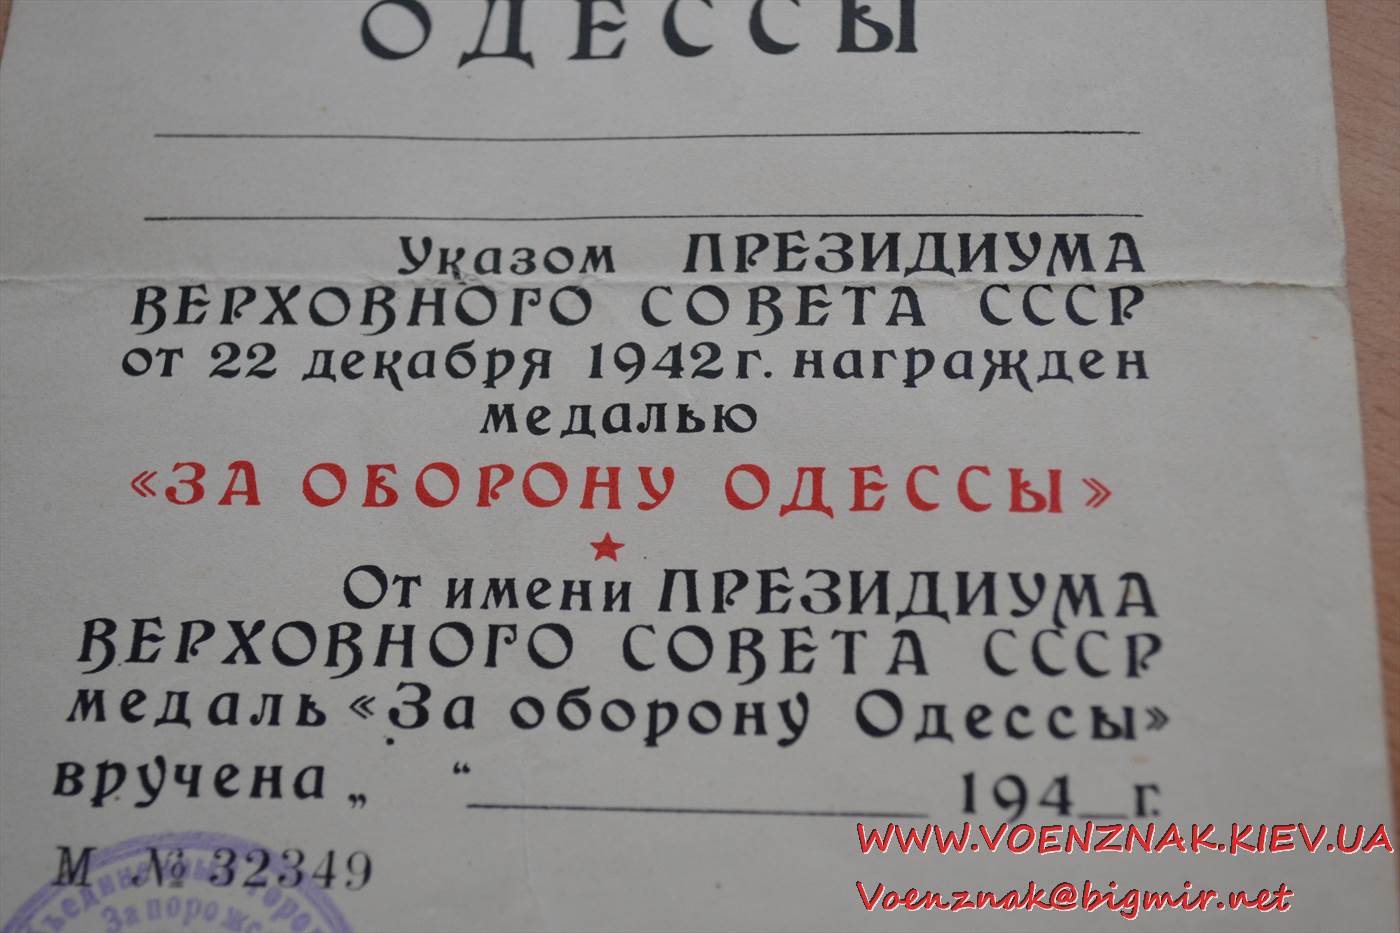 ОДЕССЫ
Указом ПРЕЗИДИУМА
ВЕРХОВНОГО СОВЕТА СССР
от 22 декабря 1942 г. награжден
медалью
«ЗА ОБОРОНУ ОДЕССЫ»
От имени ПРЕЗИДИУМА
ВЕРХОВНОГО СОВЕТА СССР
медаль «За оборону Одессы»
вручена „ “ 194 г.
М № 32349
WWW.VOENZNAK.KIEV.UA
Voenznak@bigmir.net